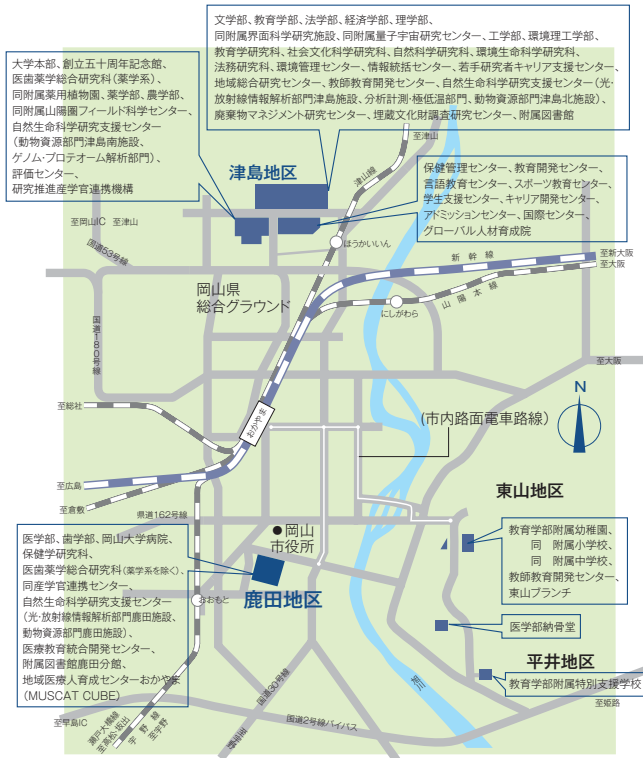 文学部、教育学部、法学部、経済学部、理学部、
同附属界面科学研究施設、同附属量子宇宙研究センター、工学部、環境理工学部、
教育学研究科、社会文化科学研究科、自然科学研究科、環境生命科学研究科、
法務研究科、環境管理センター、情報統括センター、若手研究者キャリア支援センター、
地域総合研究センター、教師教育開発センター、自然生命科学研究支援センター(光・
放射線情報解析部門津島施設、分析計測・極低温部門、動物資源部門津島北施設)、
廃棄物マネジメント研究センター、埋蔵文化財調査研究センター、附属図書館
大学本部、創立五十周年記念館、
医歯薬学総合研究科(薬学系)、
同附属薬用植物園、薬学部、農学部、
同附属山陽圏フィールド科学センター、
自然生命科学研究支援センター
(動物資源部門津島南施設、
ゲノム・プロテオーム解析部門)、
評価センター、
研究推進産学官連携機構
至津山
津島地区
津山線
保健管理センター、教育開発センター、
言語教育センター、スポーツ教育センター、
学生支援センター、キャリア開発センター、
アドミッションセンター、国際センター、
グローバル人材育成院
至岡山IC
至津山
国道53号線
ほうかいいん
新幹線
至新大阪
至大阪
山陽本線
にしがわら
岡山県
総合グラウンド
国道180号線
至大阪
N
至総社
おかやま
(市内路面電車路線)
至広島
至倉敷
県道162号線
東山地区
岡山
市役所
教育学部附属幼稚園、
同 附属小学校、
同 附属中学校、
教師教育開発センター、
東山ブランチ
医学部、歯学部、岡山大学病院、
保健学研究科、
医歯薬学総合研究科(薬学系を除く)、
同産学官連携センター、
自然生命科学研究支援センター
(光・放射線情報解析部門鹿田施設、
動物資源部門鹿田施設)、
医療教育統合開発センター、
附属図書館鹿田分館、
地域医療人育成センターおかやま
(MUSCAT CUBE)
鹿田地区
おおもと
医学部納骨堂
平井地区
教育学部附属特別支援学校
旭川
至姫路
国道30号線
国道2号線バイパス
至早島IC
瀬戸大橋線
至高松・坂出
宇野線
至宇野
至宇野